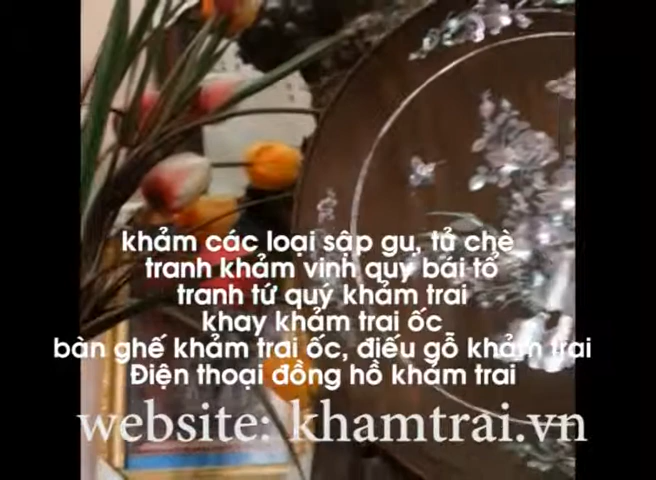 khảm các loại sập gụ, tủ chè
tranh khảm vinh quy bái tổ
tranh tứ quý khảm trai
khay khảm trai ốc
bàn ghế khảm trai ốc, điếu gỗ khảm trai
Điện thoại đồng hồ khảm trai
website: khamtrai.vn